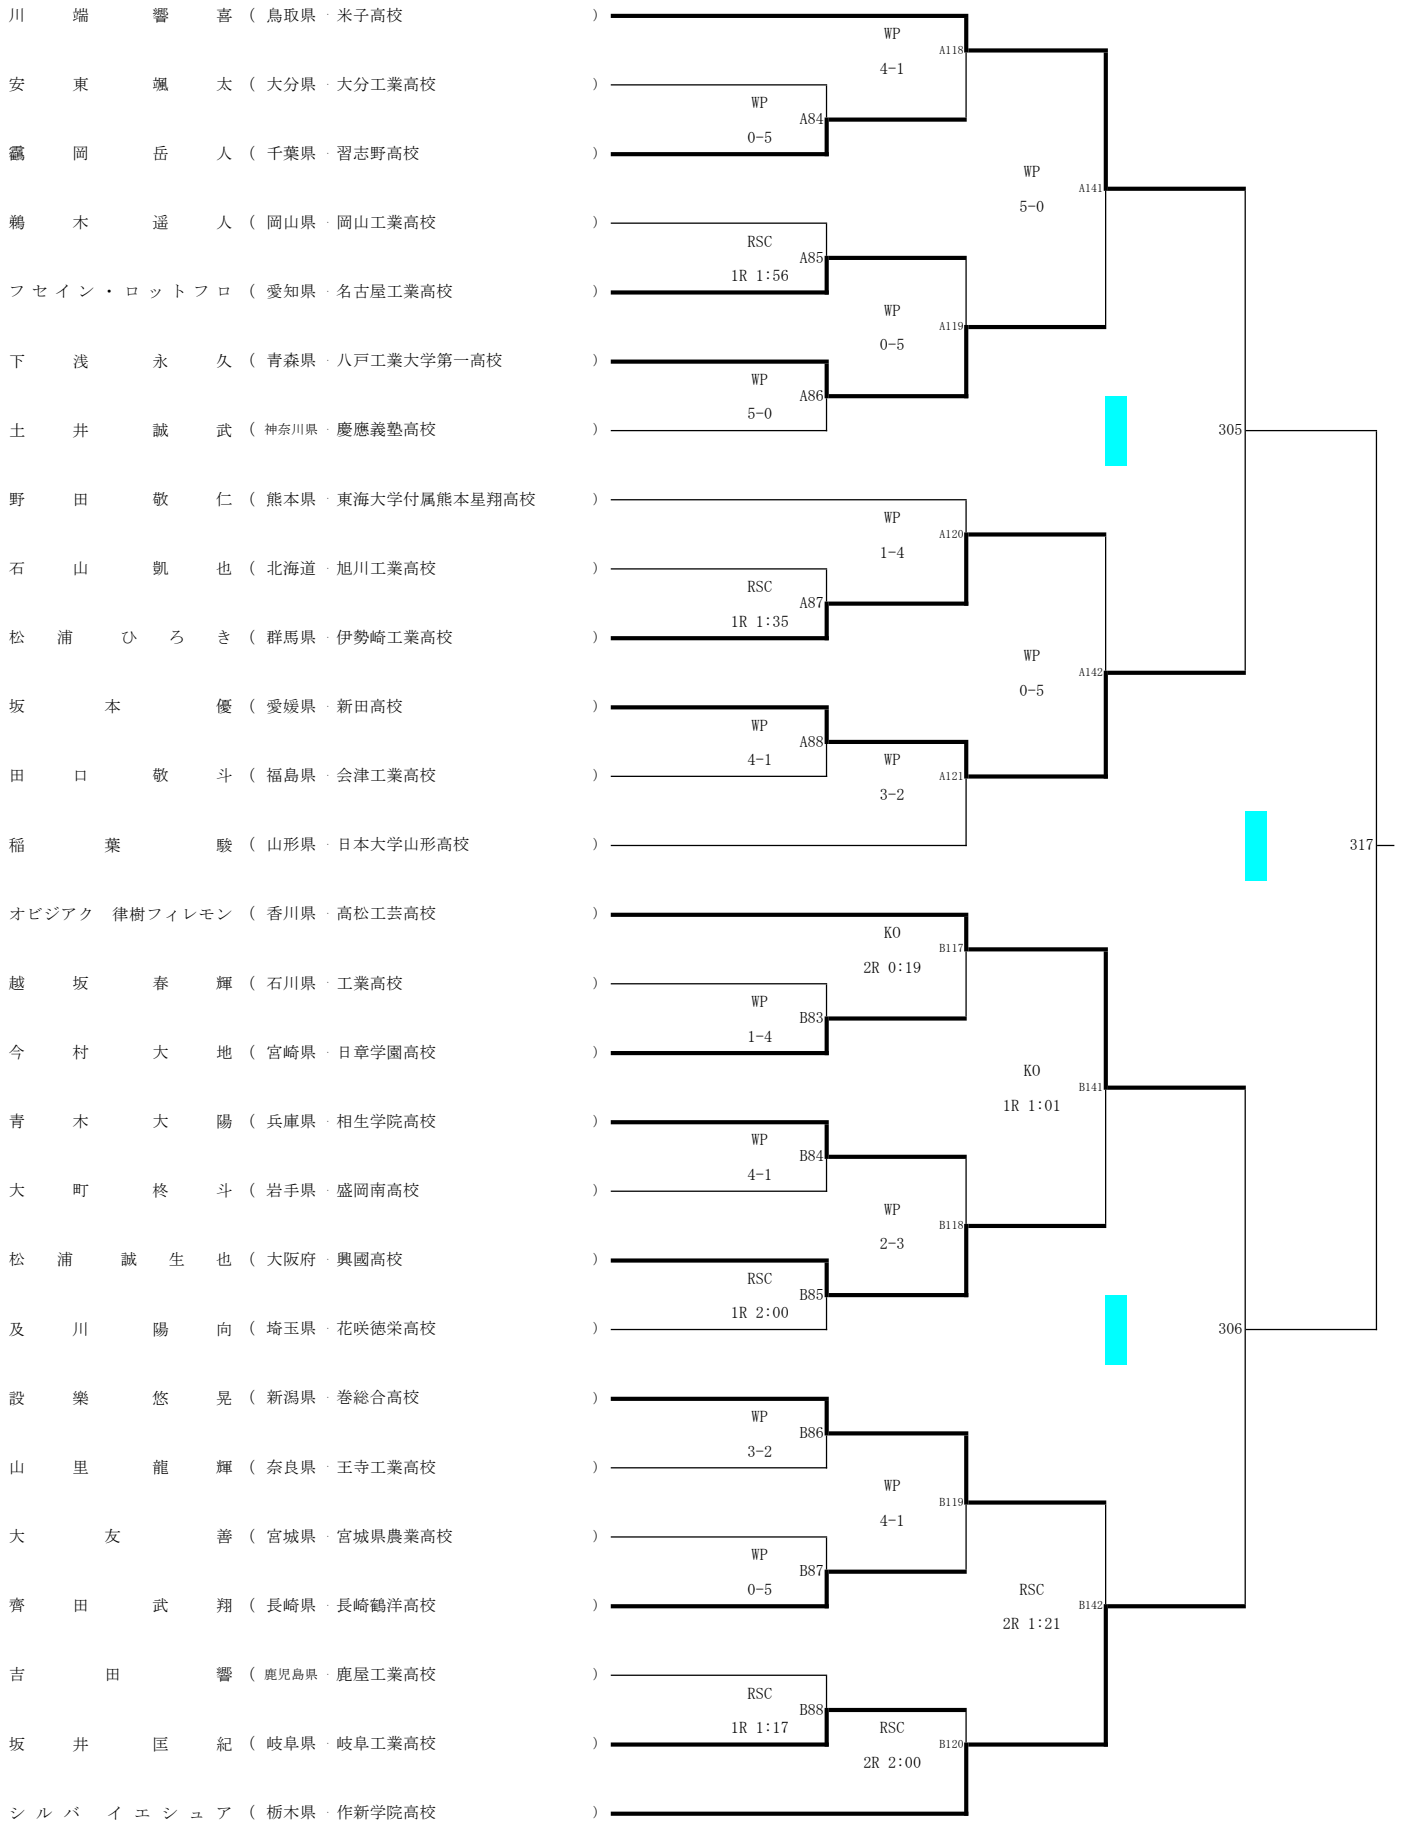 川端響喜 ( 鳥取県 · 米子高校 )
WP
A118
4-1
安東颯太 ( 大分県 · 大分工業高校 )
WP
A84
0-5
靏岡岳人 ( 千葉県 · 習志野高校 )
WP
A141
5-0
鵜木遥人 ( 岡山県 · 岡山工業高校 )
RSC
A85
1R 1:56
フセイン・ロットフロ ( 愛知県 · 名古屋工業高校 )
WP
A119
0-5
下浅永久 ( 青森県 · 八戸工業大学第一高校 )
WP
A86
5-0
土井誠武 ( 神奈川県 · 慶應義塾高校 )
305
野田敬仁 ( 熊本県 · 東海大学付属熊本星翔高校 )
WP
A120
1-4
石山凱也 ( 北海道 · 旭川工業高校 )
RSC
A87
1R 1:35
松浦ひろき ( 群馬県 · 伊勢崎工業高校 )
WP
A142
0-5
坂本優 ( 愛媛県 · 新田高校 )
WP
A88
4-1
WP
A121
3-2
田口敬斗 ( 福島県 · 会津工業高校 )
稲葉駿 ( 山形県 · 日本大学山形高校 )
317
オビジアク 律樹フィレモン ( 香川県 · 高松工芸高校 )
KO
B117
2R 0:19
越坂春輝 ( 石川県 · 工業高校 )
WP
B83
1-4
今村大地 ( 宮崎県 · 日章学園高校 )
KO
B141
1R 1:01
青木大陽 ( 兵庫県 · 相生学院高校 )
WP
B84
4-1
大町柊斗 ( 岩手県 · 盛岡南高校 )
WP
B118
2-3
松浦誠生也 ( 大阪府 · 興國高校 )
RSC
B85
1R 2:00
及川陽向 ( 埼玉県 · 花咲徳栄高校 )
306
設樂悠晃 ( 新潟県 · 巻総合高校 )
WP
B86
3-2
山里龍輝 ( 奈良県 · 王寺工業高校 )
WP
B119
4-1
大友善 ( 宮城県 · 宮城県農業高校 )
WP
B87
0-5
齊田武翔 ( 長崎県 · 長崎鶴洋高校 )
RSC
B142
2R 1:21
吉田響 ( 鹿児島県 · 鹿屋工業高校 )
RSC
B88
1R 1:17
RSC
B120
2R 2:00
坂井匡紀 ( 岐阜県 · 岐阜工業高校 )
シルバ イエシュア ( 栃木県 · 作新学院高校 )